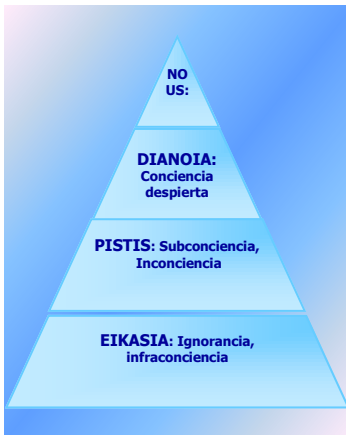 NO
US:
DIANOIA:
Conciencia
despierta
PISTIS: Subconciencia,
Inconciencia
EIKASIA: Ignorancia,
infraconciencia